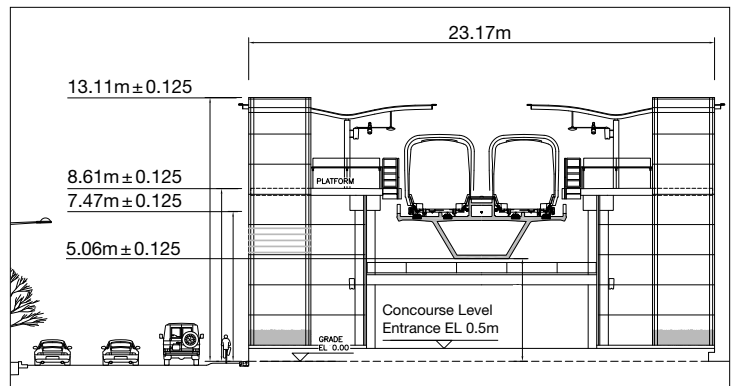 23.17m
13.11m ± 0.125
8.61m ± 0.125
PLATFORM
7.47m ± 0.125
5.06m ± 0.125
Concourse Level
Entrance EL 0.5m
GRADE
EL 0.00